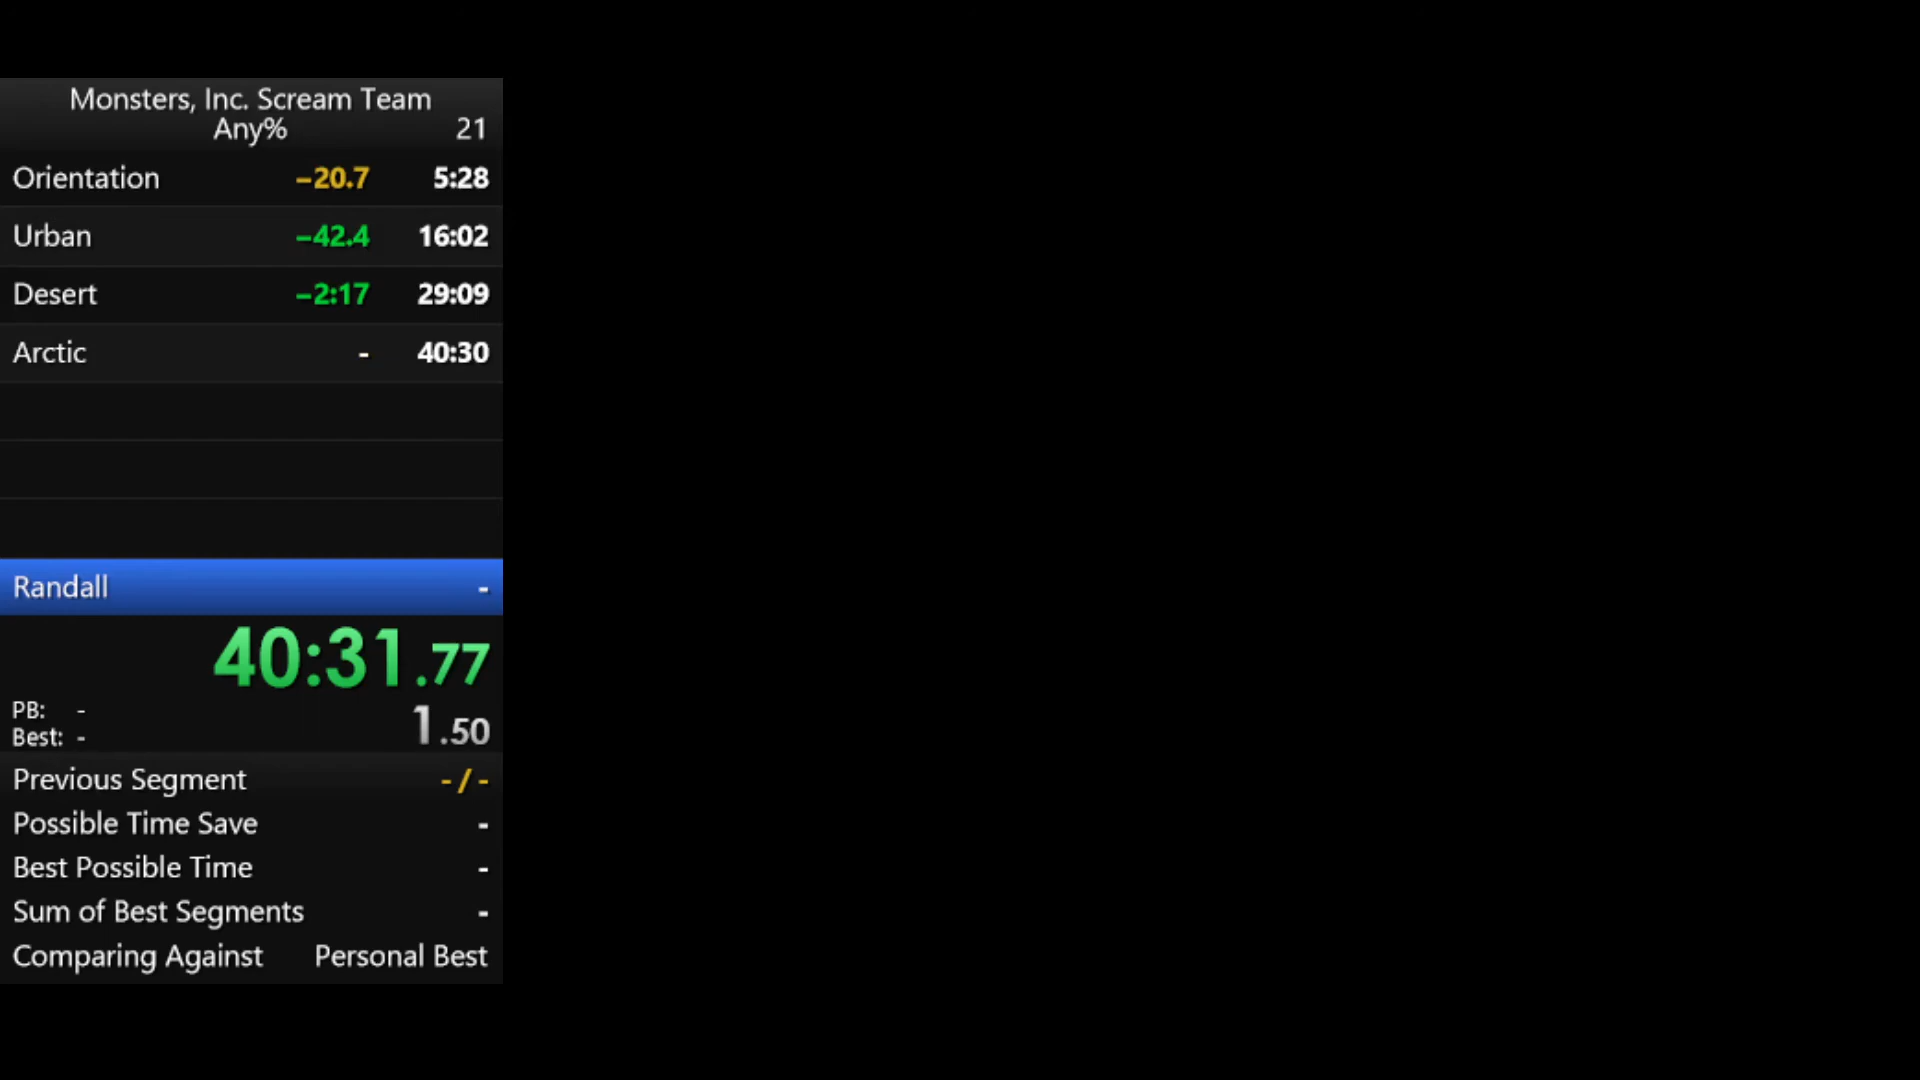 Monsters, Inc. Scream Team
Any% 21
Orientation −20.7 5:28
Urban −42.4 16:02
Desert −2:17 29:09
Arctic - 40:30
Randall -
40:31.77
PB: -
1.50
Best: -
Previous Segment - / -
Possible Time Save -
Best Possible Time -
Sum of Best Segments -
Comparing Against Personal Best